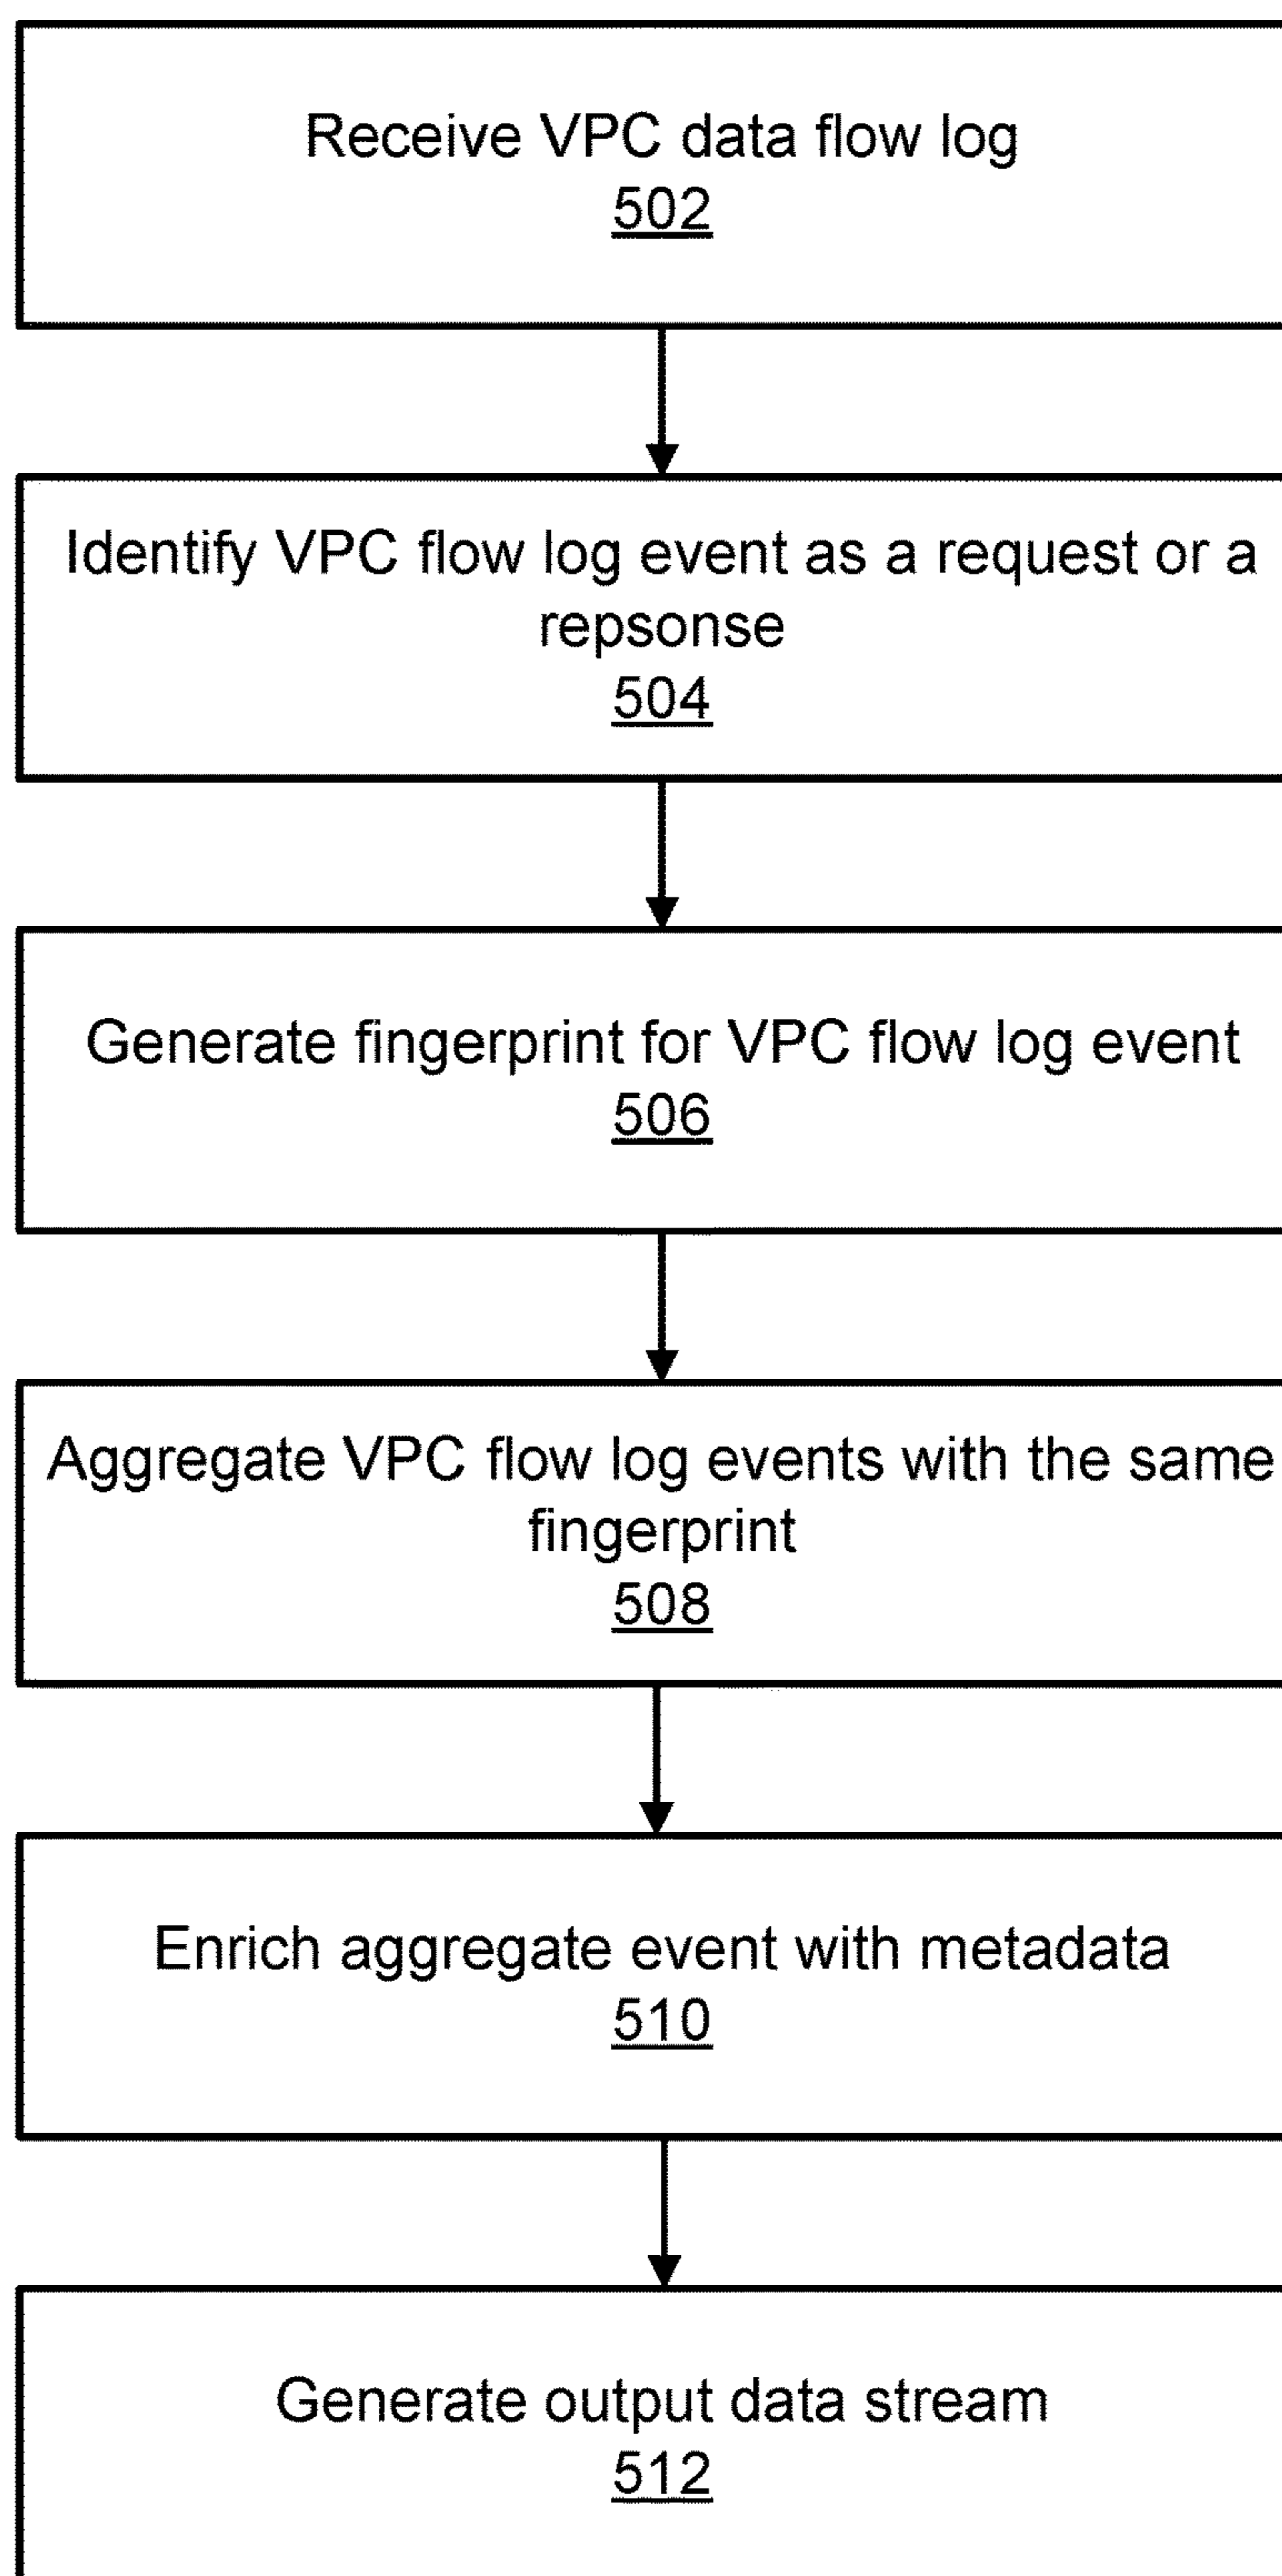 Receive VPC data flow log
502
Identify VPC flow log event as a request or a
repsonse
504
Generate fingerprint for VPC flow log event
506
Aggregate VPC flow log events with the same
fingerprint
508
Enrich aggregate event with metadata
510
Generate output data stream
512